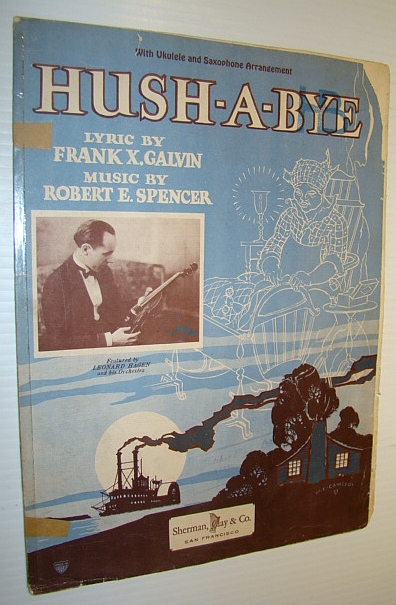 With Ukulele and Saxophone Arrangement
HUSH-A-BYE
LYRIC BY
FRANK X. GALVIN
MUSIC BY
ROBERT E. SPENCER
Featured by
LEONARD HAGEN
and his Orchestra
Sherman, Clay & Co.
SAN FRANCISCO